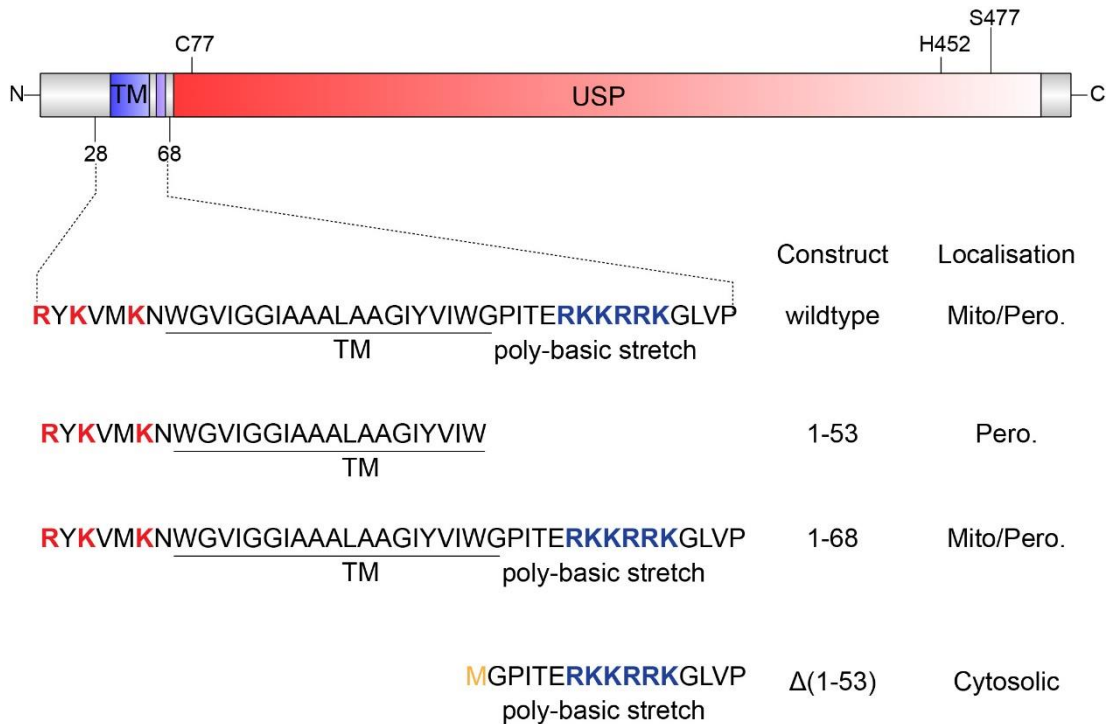 S477
C77 H452
N TM USP C
28 68
Construct Localisation
RYKVMKNWGVIGGIAAALAAGIYVIWGPITERKKRRKGLVP wildtype Mito/Pero.
TM poly-basic stretch
RYKVMKNWGVIGGIAAALAAGIYVIW 1-53 Pero.
TM
RYKVMKNWGVIGGIAAALAAGIYVIWGPITERKKRRKGLVP 1-68 Mito/Pero.
TM poly-basic stretch
MGPITERKKRRKGLVP Δ(1-53) Cytosolic
poly-basic stretch